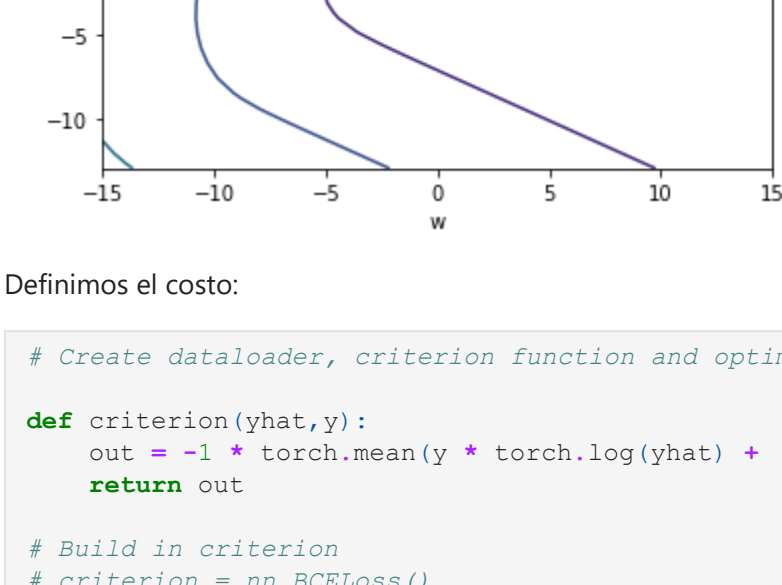 −5
−10
−15 −10 −5 0 5 10 15
w
Definimos el costo:
# Create dataloader, criterion function and
def criterion(yhat,y):
    out = -1 * torch.mean(y * torch.log(yhat) +
    return out
# Build in criterion
# criterion = nn.BCELoss()